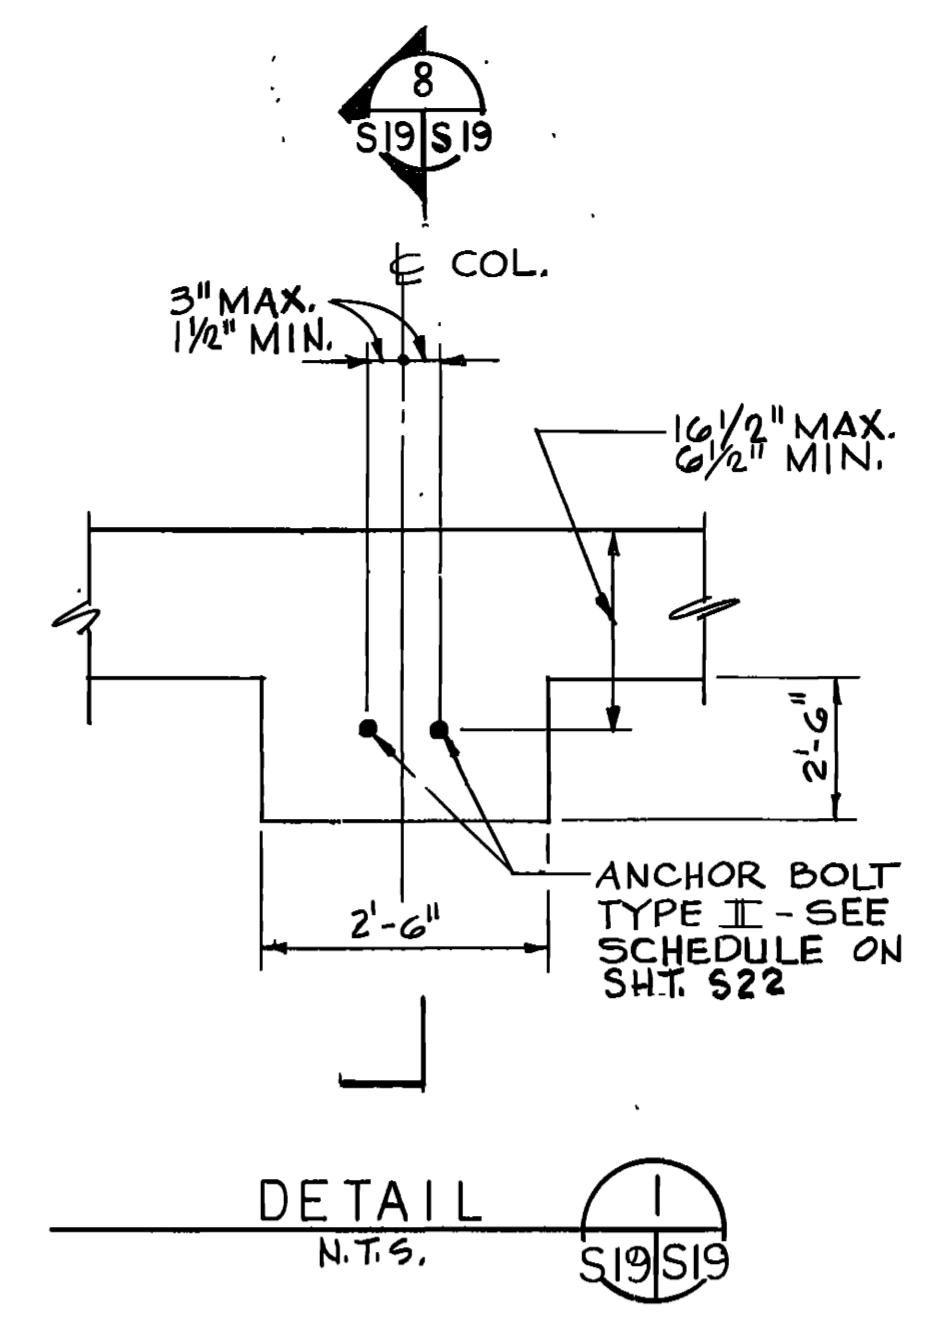 8
S19 S19
℄ COL.
3" MAX.
1½" MIN.
16½" MAX.
6½" MIN.
2'-6"
2'-6"
ANCHOR BOLT
TYPE II - SEE
SCHEDULE ON
SHT. S22
DETAIL
N.T.S.
1
S19 S19